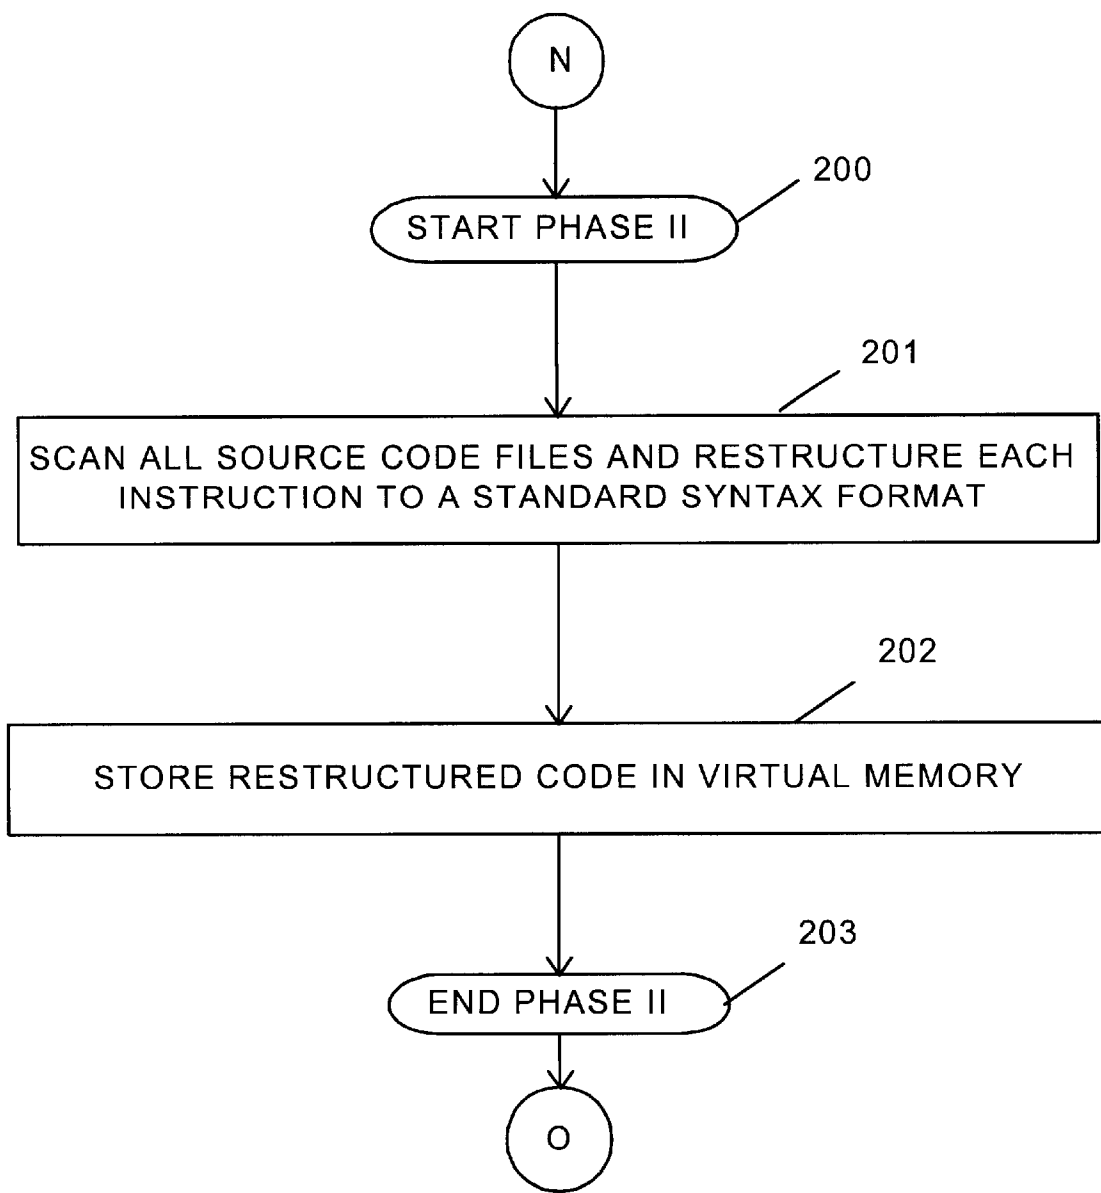 N
200
START PHASE II
201
SCAN ALL SOURCE CODE FILES AND RESTRUCTURE EACH
INSTRUCTION TO A STANDARD SYNTAX FORMAT
202
STORE RESTRUCTURED CODE IN VIRTUAL MEMORY
203
END PHASE II
O